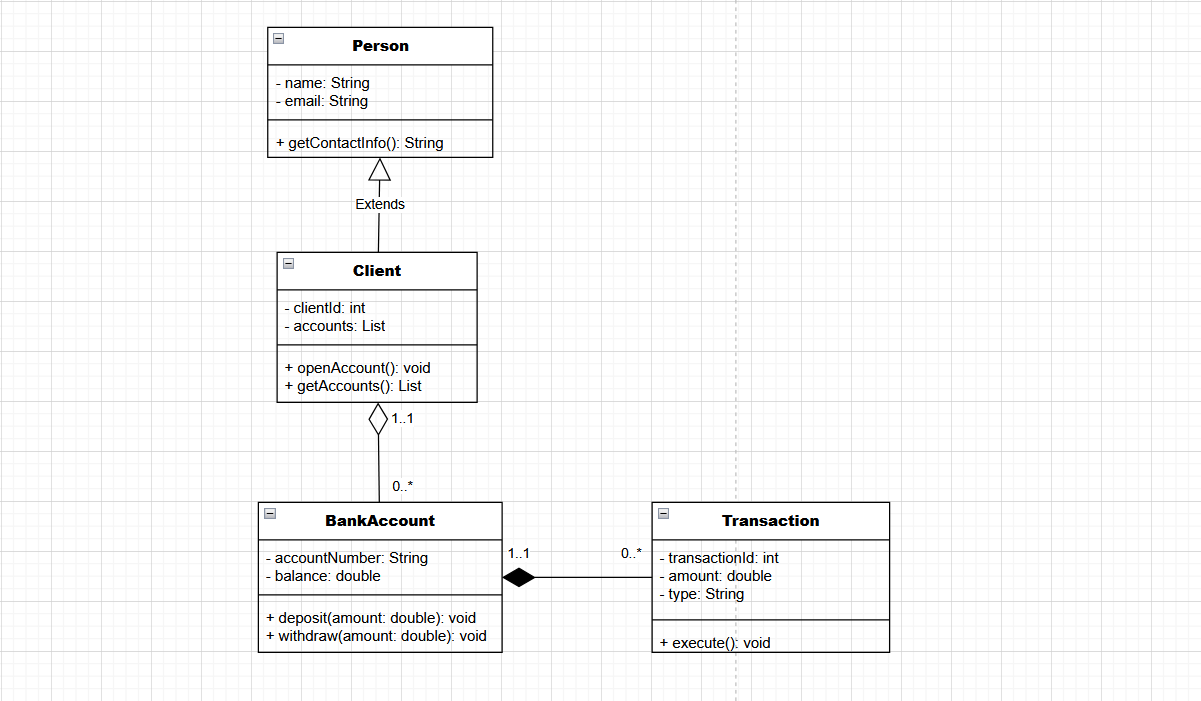 Person
- name: String
- email: String
+ getContactInfo(): String
Extends
Client
- clientId: int
- accounts: List
+ openAccount(): void
+ getAccounts(): List
1..1
0..*
BankAccount
- accountNumber: String
- balance: double
+ deposit(amount: double): void
+ withdraw(amount: double): void
1..1
0..*
Transaction
- transactionId: int
- amount: double
- type: String
+ execute(): void